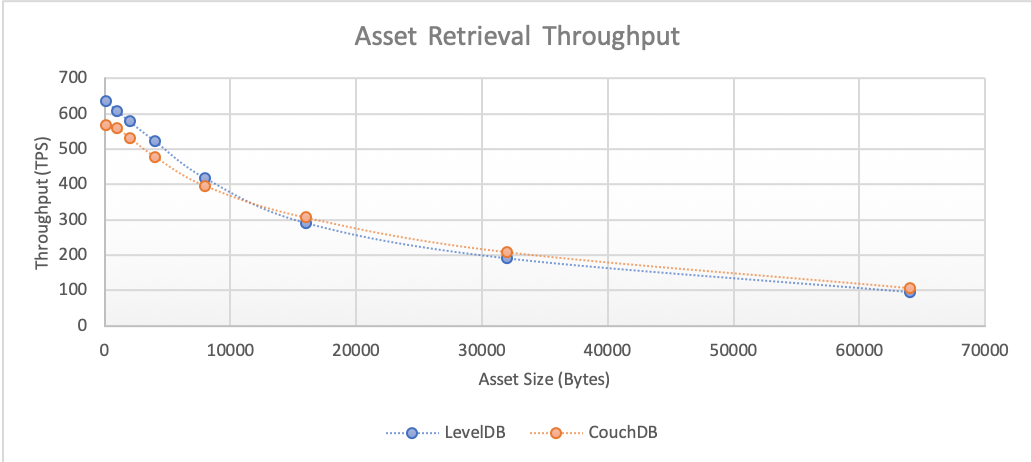 Asset Retrieval Throughput
700
600
500
400
300
200
100
0
Throughput (TPS)
0 10000 20000 30000 40000 50000 60000 70000
Asset Size (Bytes)
LevelDB CouchDB